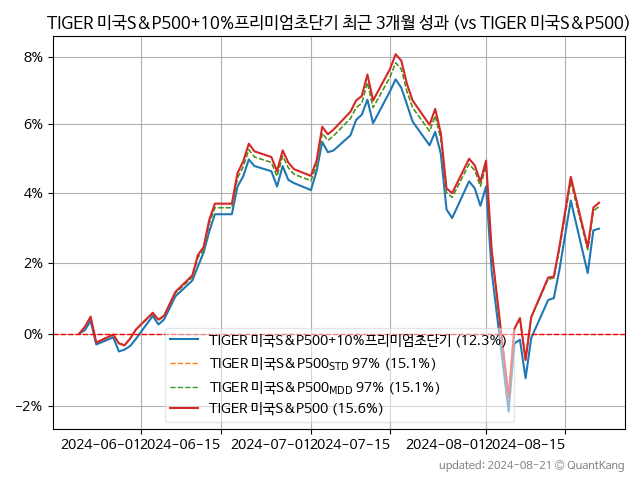 TIGER 미국S&P500+10%프리미엄초단기 최근 3개월 성과 (vs TIGER 미국S&P500)
8%
6%
4%
2%
0%
−2%
TIGER 미국S&P500+10%프리미엄초단기 (12.3%)
TIGER 미국S&P500STD 97% (15.1%)
TIGER 미국S&P500MDD 97% (15.1%)
TIGER 미국S&P500 (15.6%)
2024-06-01 2024-06-15 2024-07-01 2024-07-15 2024-08-01 2024-08-15
updated: 2024-08-21 © QuantKang